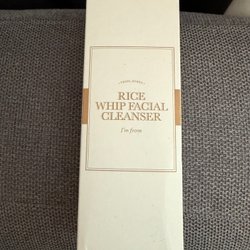 RICE
WHIP FACIAL
CLEANSER
I'm from